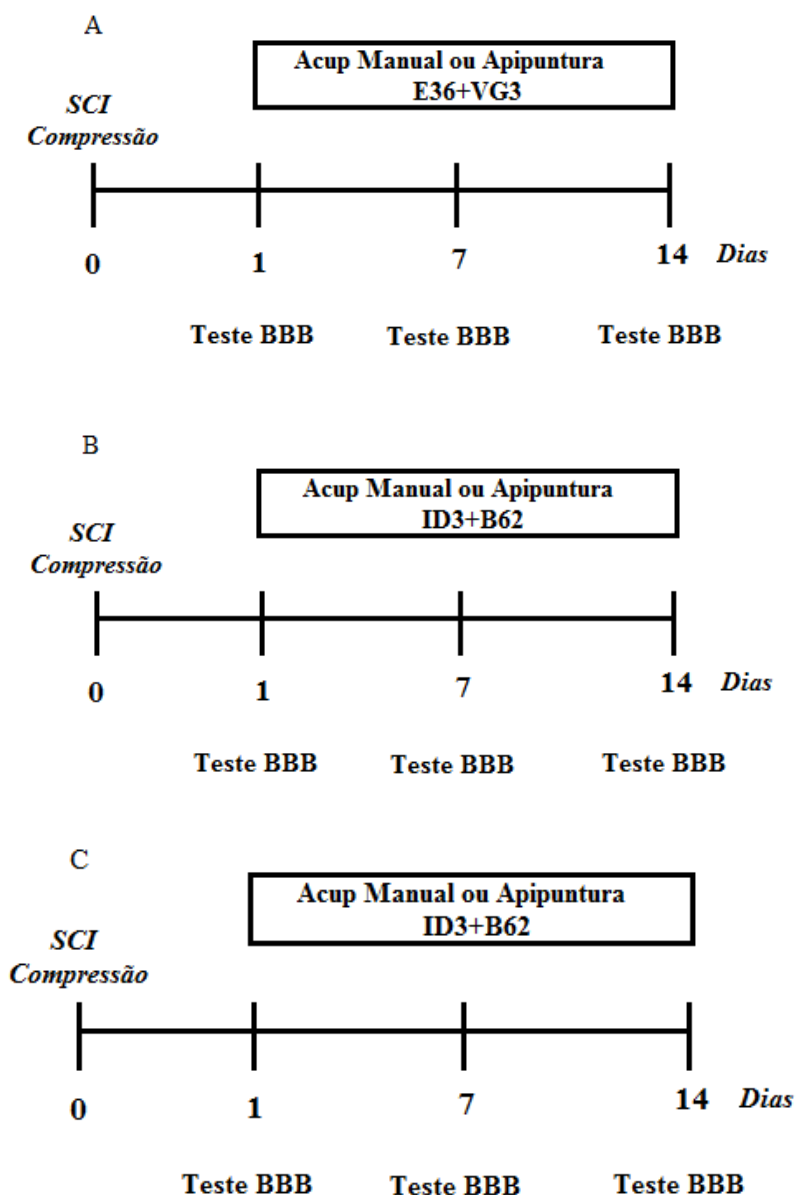 A
Acup Manual ou Apipuntura
E36+VG3
SCI
Compressão
0 1 7 14 Dias
Teste BBB Teste BBB Teste BBB
B
Acup Manual ou Apipuntura
ID3+B62
SCI
Compressão
0 1 7 14 Dias
Teste BBB Teste BBB Teste BBB
C
Acup Manual ou Apipuntura
ID3+B62
SCI
Compressão
0 1 7 14 Dias
Teste BBB Teste BBB Teste BBB